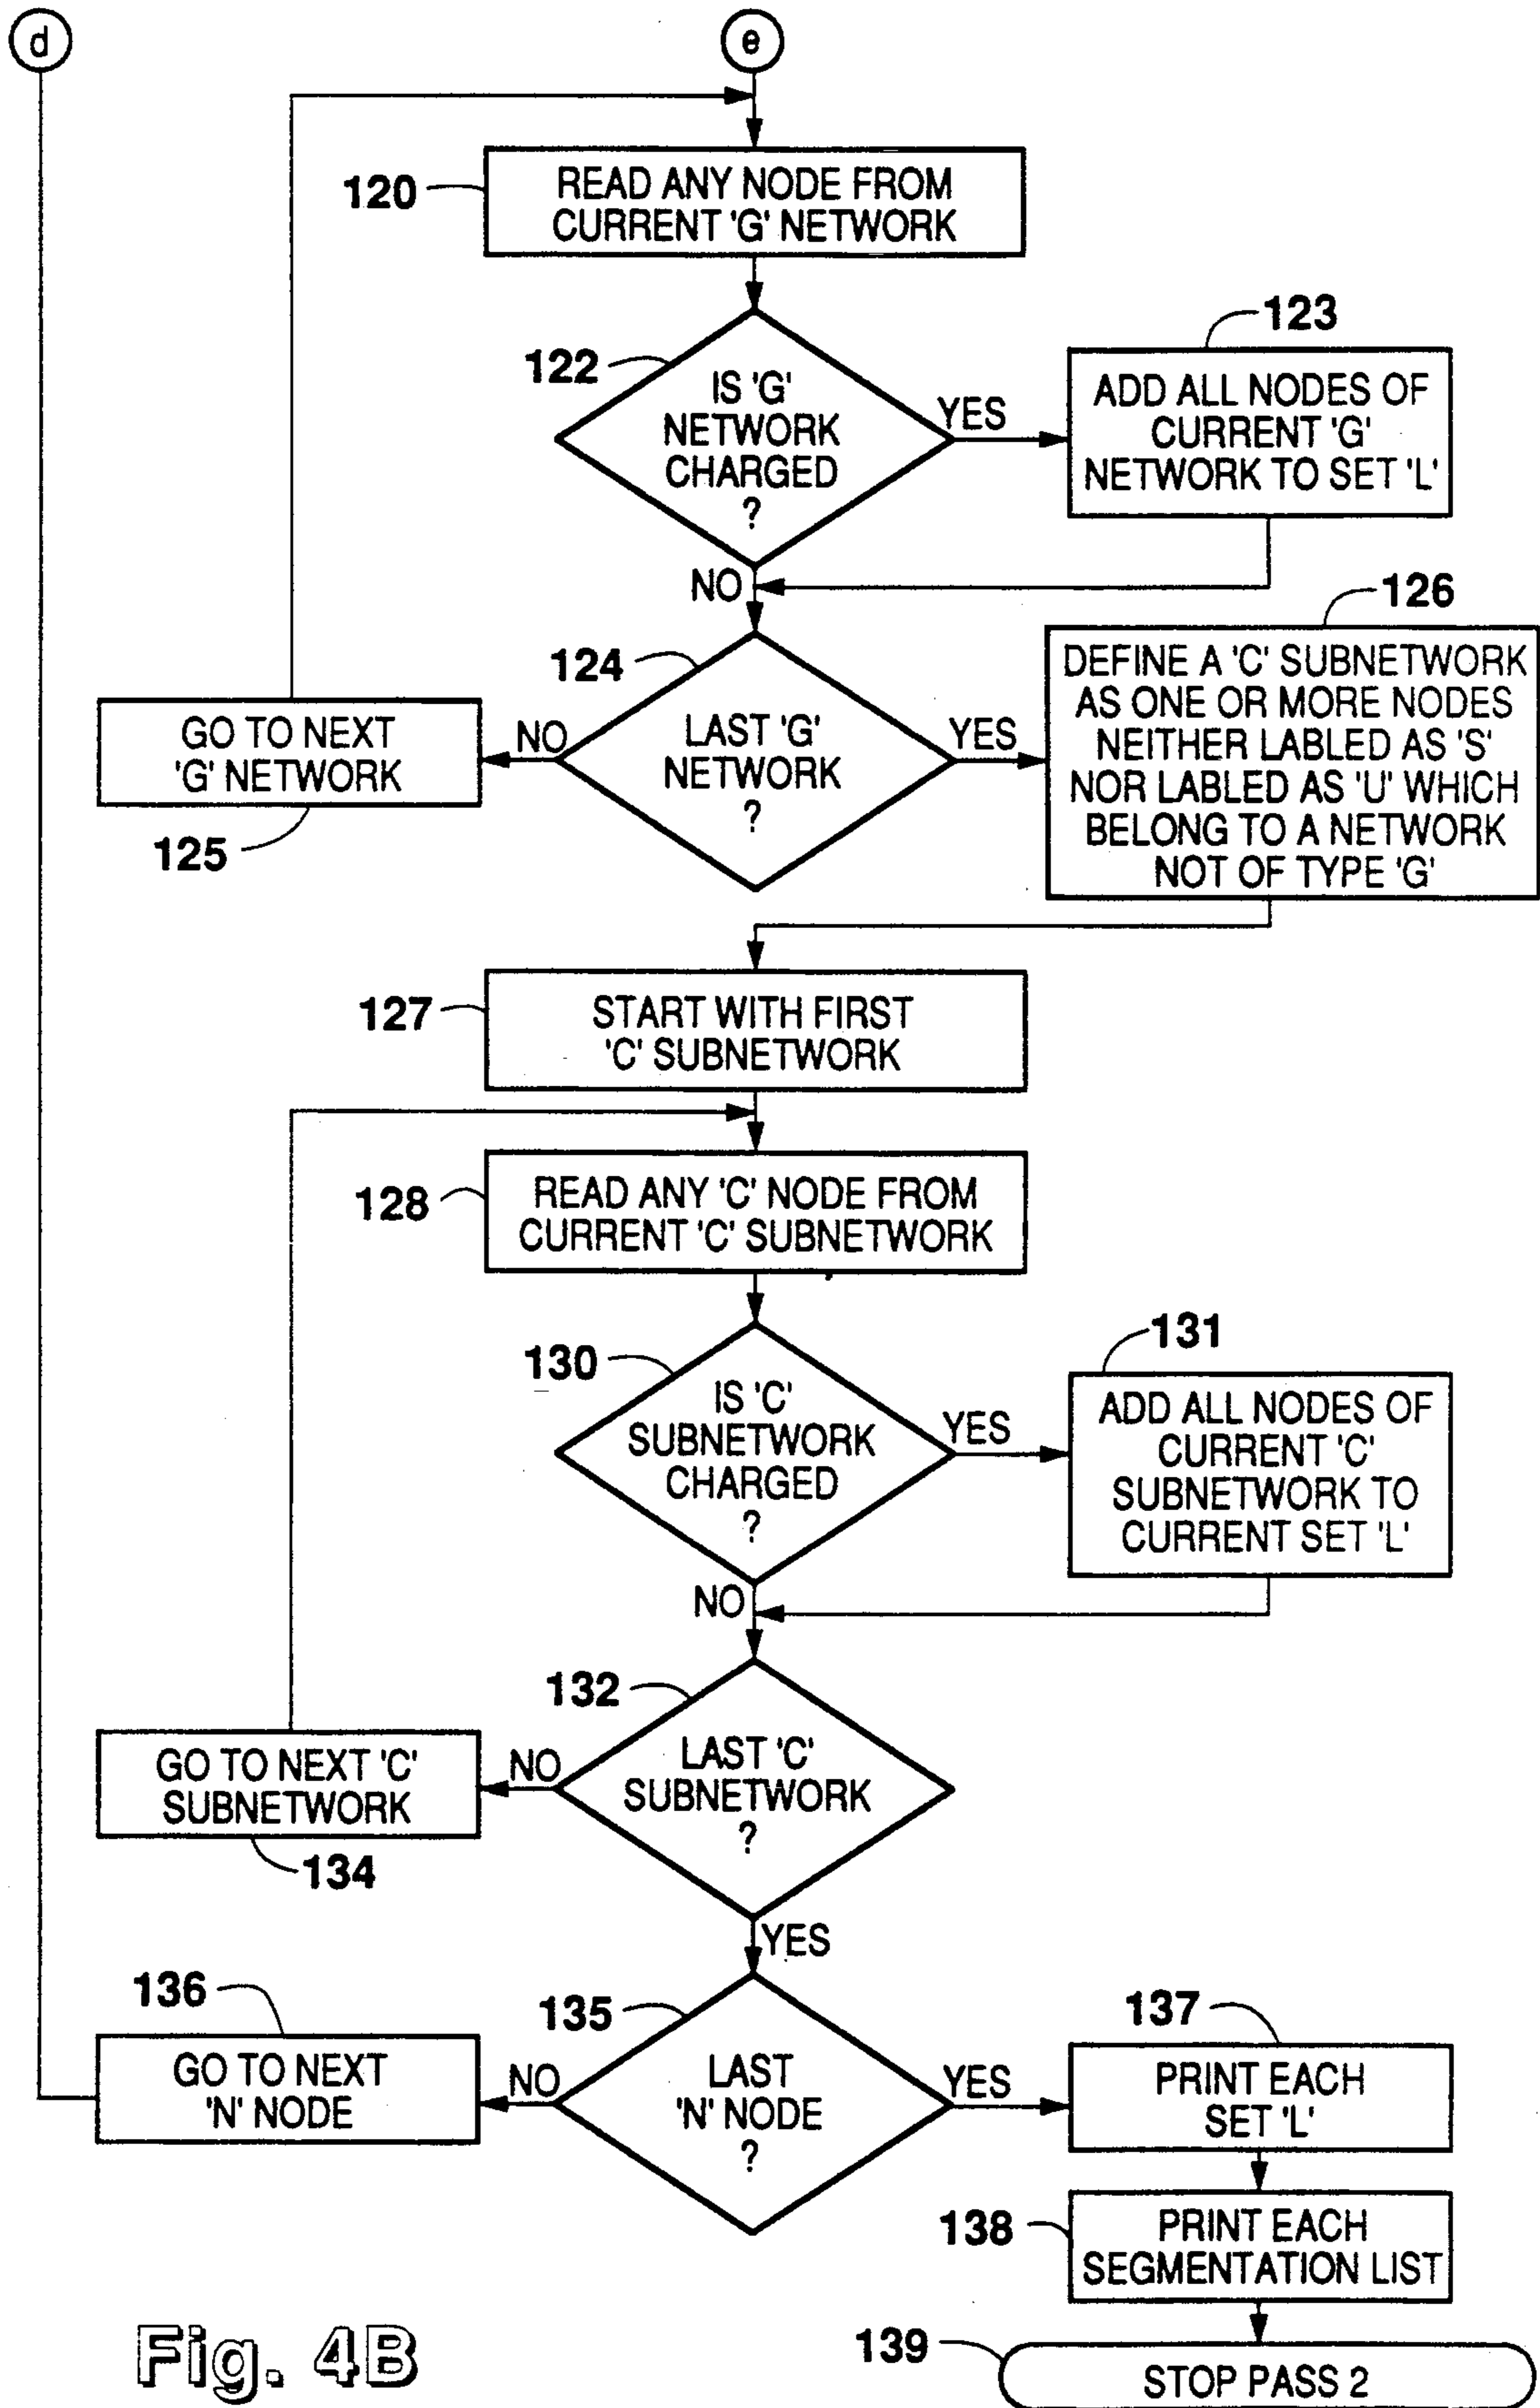 d
e
120
READ ANY NODE FROM
CURRENT 'G' NETWORK
122
IS 'G'
NETWORK
CHARGED
?
YES
NO
123
ADD ALL NODES OF
CURRENT 'G'
NETWORK TO SET 'L'
124
LAST 'G'
NETWORK
?
NO
YES
GO TO NEXT
'G' NETWORK
125
126
DEFINE A 'C' SUBNETWORK
AS ONE OR MORE NODES
NEITHER LABLED AS 'S'
NOR LABLED AS 'U' WHICH
BELONG TO A NETWORK
NOT OF TYPE 'G'
127
START WITH FIRST
'C' SUBNETWORK
128
READ ANY 'C' NODE FROM
CURRENT 'C' SUBNETWORK
130
IS 'C'
SUBNETWORK
CHARGED
?
YES
NO
131
ADD ALL NODES OF
CURRENT 'C'
SUBNETWORK TO
CURRENT SET 'L'
132
LAST 'C'
SUBNETWORK
?
NO
YES
GO TO NEXT 'C'
SUBNETWORK
134
135
LAST
'N' NODE
?
NO
YES
136
GO TO NEXT
'N' NODE
137
PRINT EACH
SET 'L'
138
PRINT EACH
SEGMENTATION LIST
139
STOP PASS 2
Fig. 4B